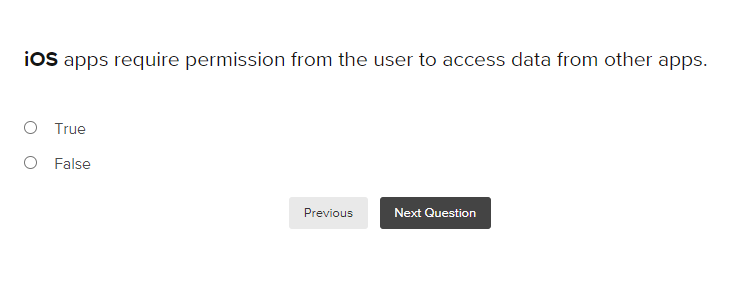 iOS apps require permission from the user to access data from other apps.
True
False
Previous
Next Question